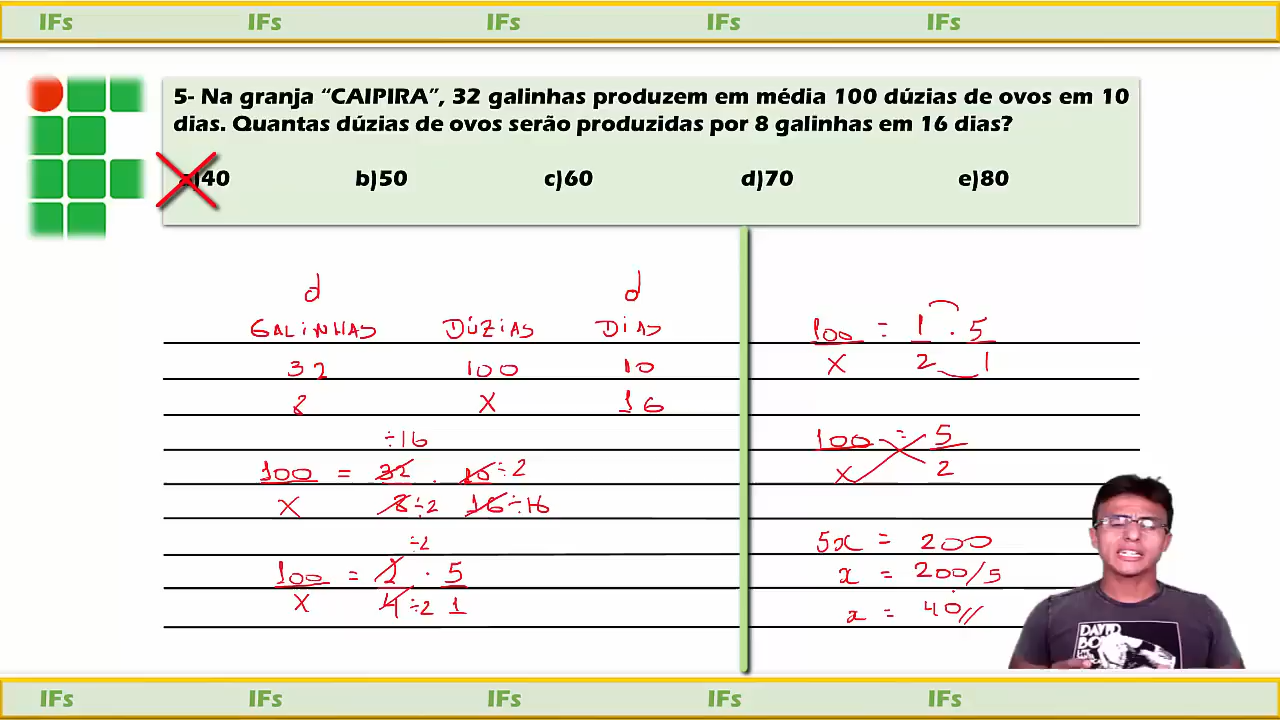 IFs IFs IFs IFs IFs
5- Na granja “CAIPIRA”, 32 galinhas produzem em média 100 dúzias de ovos em 10
dias. Quantas dúzias de ovos serão produzidas por 8 galinhas em 16 dias?
a)40 b)50 c)60 d)70 e)80
d d
GALINHAS DÚZIAS DIAS
32 100 10
8 X 16
÷16
100 = 32 . 10 ÷2
X 8 ÷2 16 ÷16
÷2
100 = 2 . 5
X 4 ÷2 1
100 = 1 . 5
X 2 1
100 = 5
X 2
5x = 200
x = 200/5
x = 40//
DAVID
BO
IFs IFs IFs IFs IFs